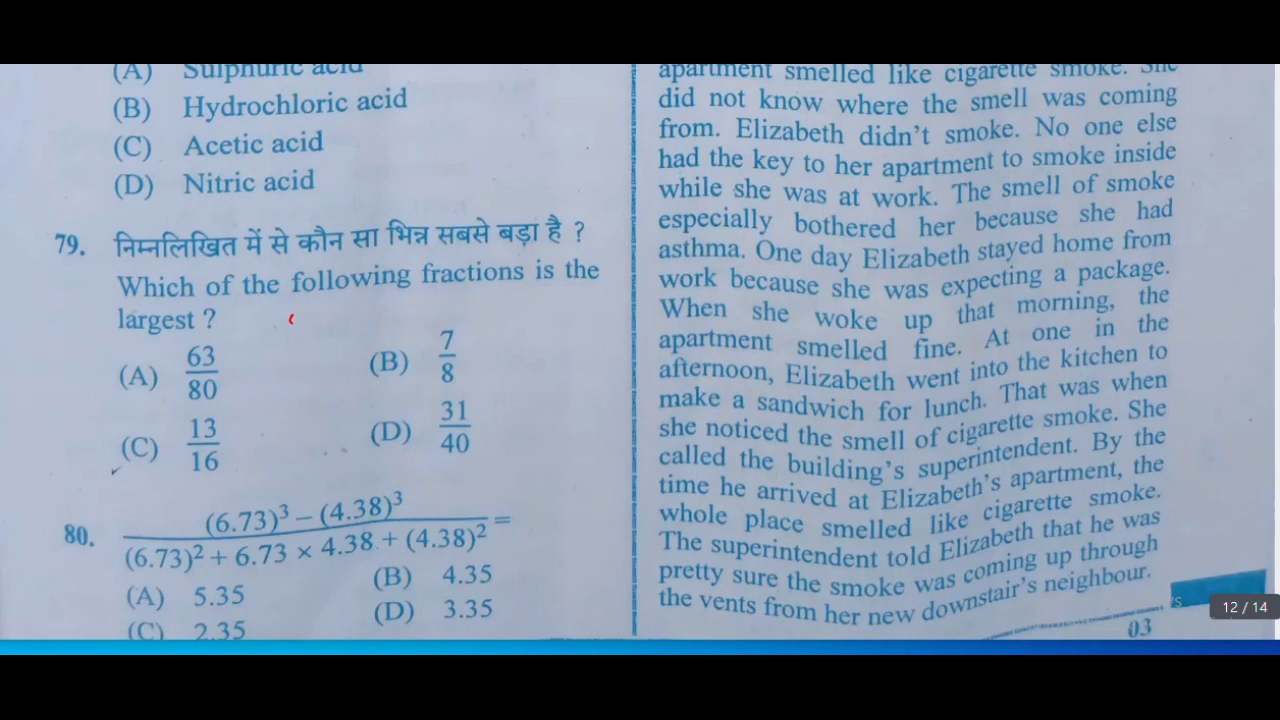 (A) Sulphuric acid
(B) Hydrochloric acid
(C) Acetic acid
(D) Nitric acid
79. निम्नलिखित में से कौन सा भिन्न सबसे बड़ा है ?
Which of the following fractions is the
largest ?
(A) 63/80 (B) 7/8
(C) 13/16 (D) 31/40
80. (6.73)³ – (4.38)³ / (6.73)² + 6.73 × 4.38 + (4.38)² =
(A) 5.35 (B) 4.35
(C) 2.35 (D) 3.35
apartment smelled like cigarette smoke. She
did not know where the smell was coming
from. Elizabeth didn't smoke. No one else
had the key to her apartment to smoke inside
while she was at work. The smell of smoke
especially bothered her because she had
asthma. One day Elizabeth stayed home from
work because she was expecting a package.
When she woke up that morning, the
apartment smelled fine. At one in the
afternoon, Elizabeth went into the kitchen to
make a sandwich for lunch. That was when
she noticed the smell of cigarette smoke. She
called the building's superintendent. By the
time he arrived at Elizabeth's apartment, the
whole place smelled like cigarette smoke.
The superintendent told Elizabeth that he was
pretty sure the smoke was coming up through
the vents from her new downstair's neighbour.
12 / 14
03